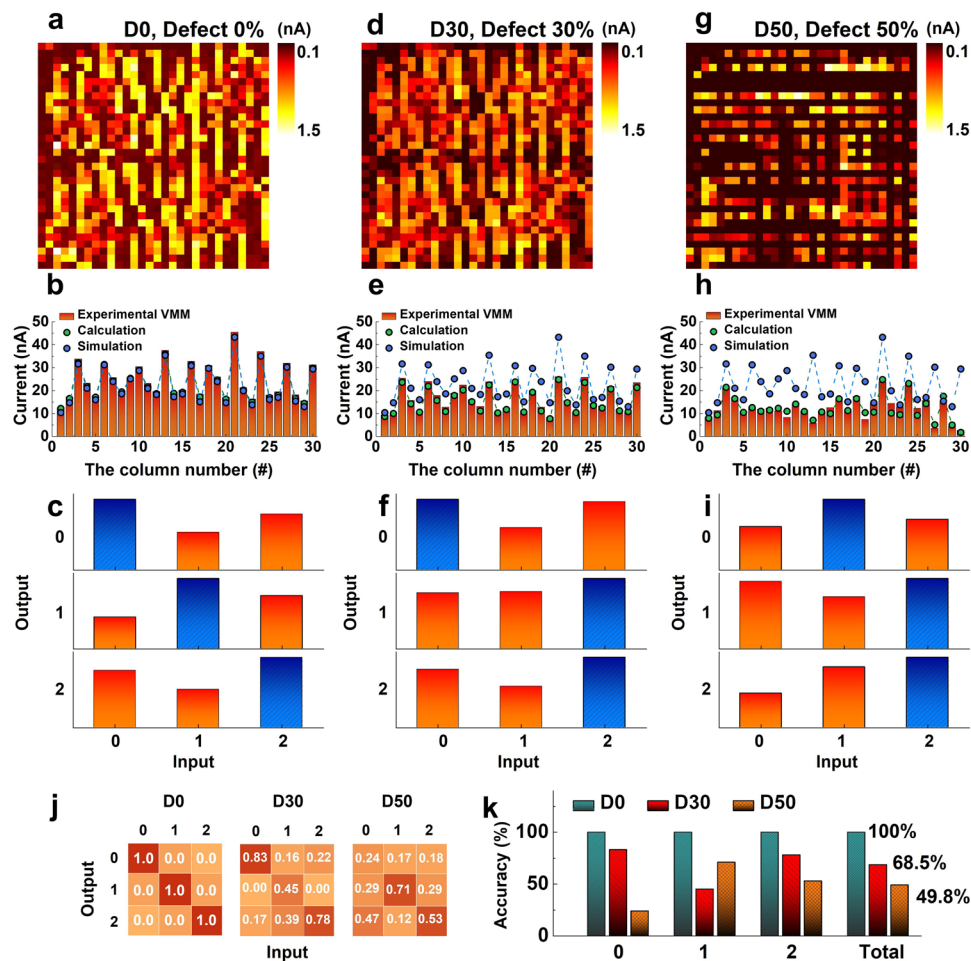 a
D0, Defect 0%
(nA)
0.1
1.5
d
D30, Defect 30%
(nA)
0.1
1.5
g
D50, Defect 50%
(nA)
0.1
1.5
b
Experimental VMM
Calculation
Simulation
Current (nA)
50
40
30
20
10
0
0 5 10 15 20 25 30
The column number (#)
e
Experimental VMM
Calculation
Simulation
Current (nA)
50
40
30
20
10
0
0 5 10 15 20 25 30
The column number (#)
h
Experimental VMM
Calculation
Simulation
Current (nA)
50
40
30
20
10
0
0 5 10 15 20 25 30
The column number (#)
c
Output
0
1
2
0 1 2
Input
f
Output
0
1
2
0 1 2
Input
i
Output
0
1
2
0 1 2
Input
j
D0 D30 D50
0 1 2 0 1 2 0 1 2
Output
0 1.0 0.0 0.0 0.83 0.16 0.22 0.24 0.17 0.18
1 0.0 1.0 0.0 0.00 0.45 0.00 0.29 0.71 0.29
2 0.0 0.0 1.0 0.17 0.39 0.78 0.47 0.12 0.53
Input
k
D0 D30 D50
Accuracy (%)
100
50
0
100%
68.5%
49.8%
0 1 2 Total